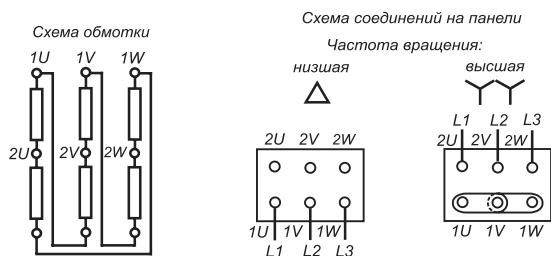 Схема обмотки
1U 1V 1W
2U 2V 2W
Схема соединений на панели
Частота вращения:
низшая
2U 2V 2W
1U 1V 1W
L1 L2 L3
высшая
L1 L2 L3
2U 2V 2W
1U 1V 1W